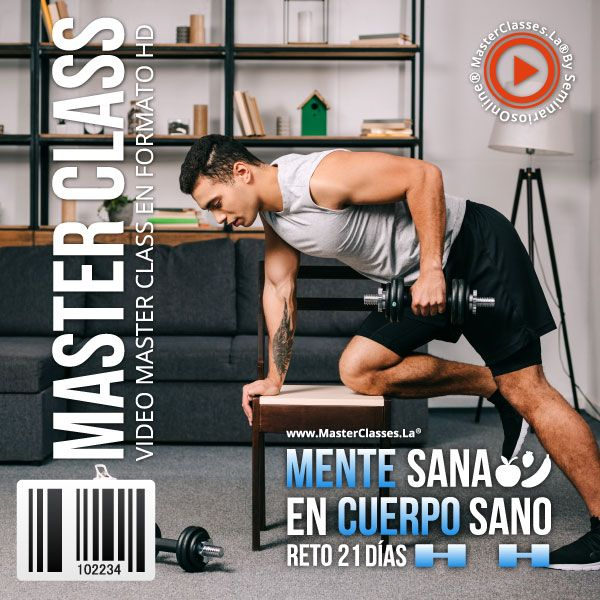 MASTER CLASS
VIDEO MASTER CLASS EN FORMATO HD
MasterClasses.La®By SeminariosOnline®
www.MasterClasses.La®
MENTE SANA
EN CUERPO SANO
RETO 21 DÍAS
102234